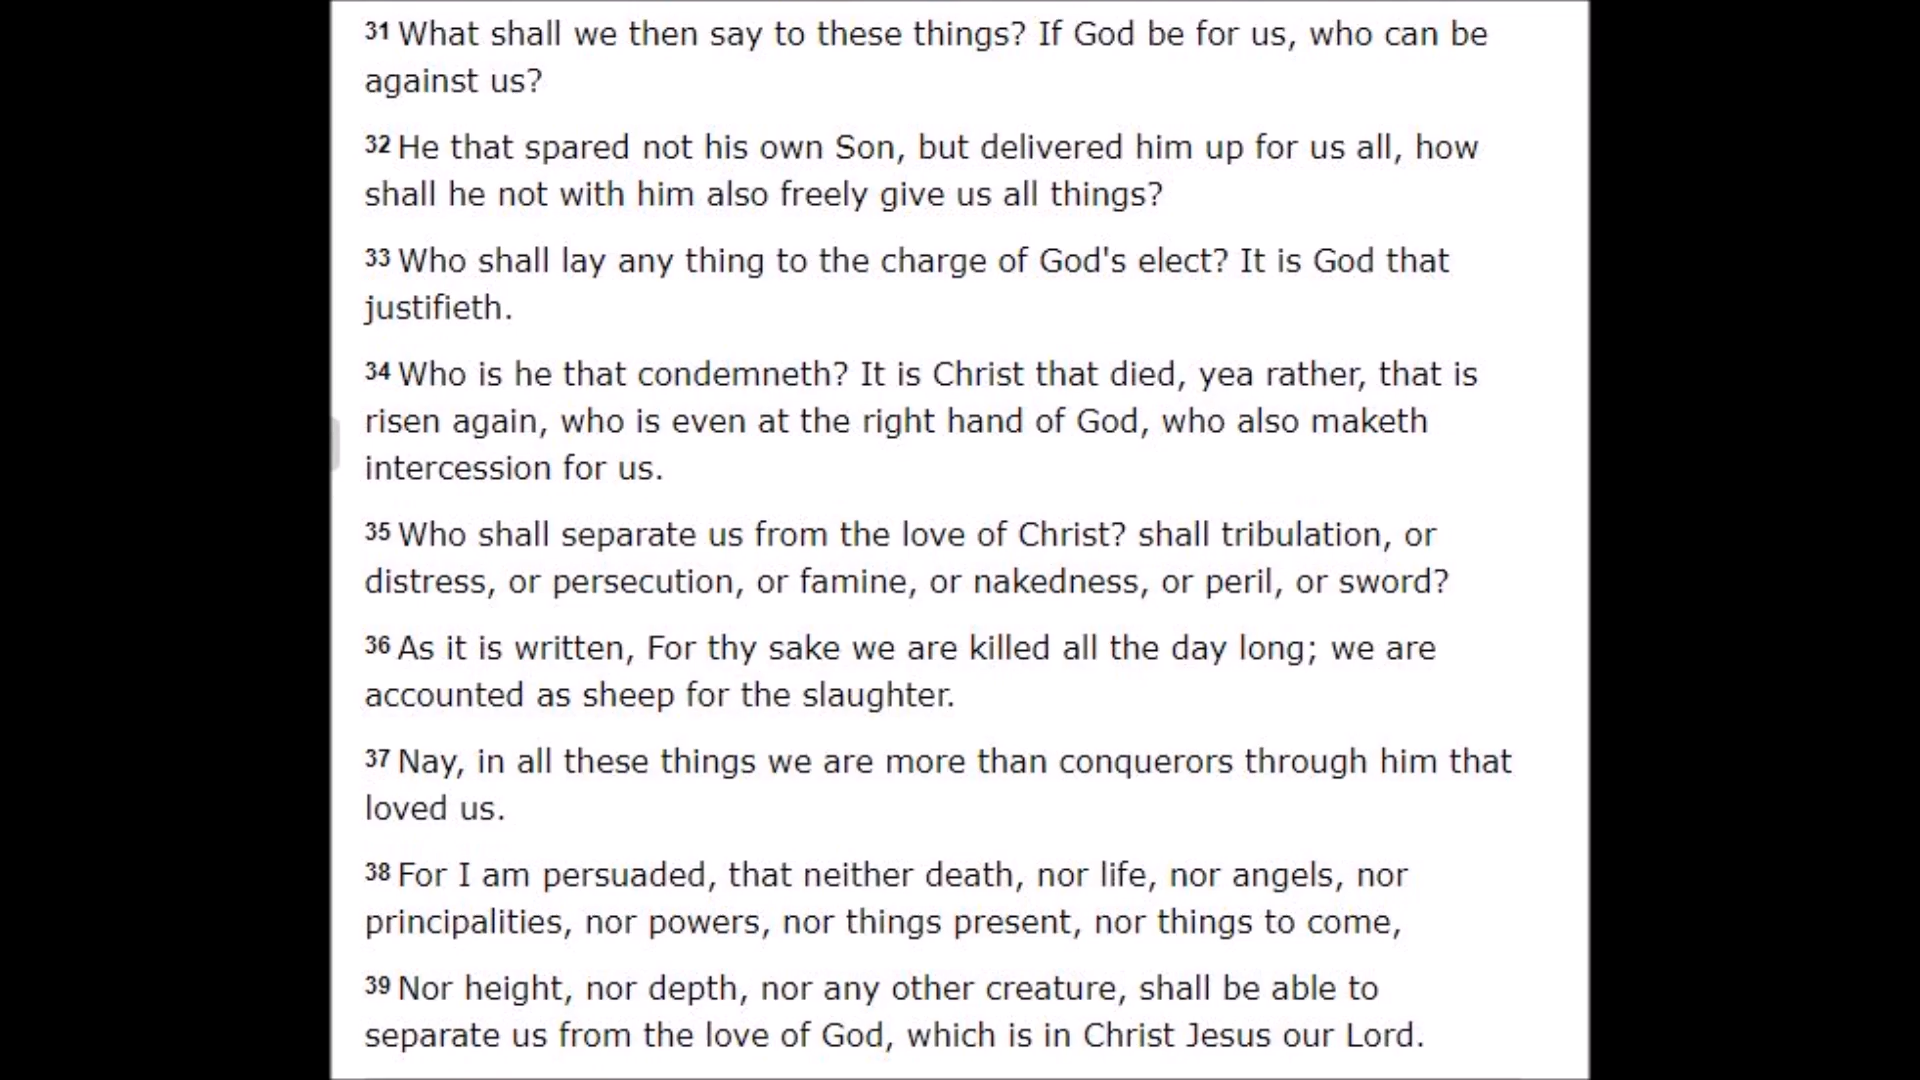 31 What shall we then say to these things? If God be for us, who can be
against us?
32 He that spared not his own Son, but delivered him up for us all, how
shall he not with him also freely give us all things?
33 Who shall lay any thing to the charge of God's elect? It is God that
justifieth.
34 Who is he that condemneth? It is Christ that died, yea rather, that is
risen again, who is even at the right hand of God, who also maketh
intercession for us.
35 Who shall separate us from the love of Christ? shall tribulation, or
distress, or persecution, or famine, or nakedness, or peril, or sword?
36 As it is written, For thy sake we are killed all the day long; we are
accounted as sheep for the slaughter.
37 Nay, in all these things we are more than conquerors through him that
loved us.
38 For I am persuaded, that neither death, nor life, nor angels, nor
principalities, nor powers, nor things present, nor things to come,
39 Nor height, nor depth, nor any other creature, shall be able to
separate us from the love of God, which is in Christ Jesus our Lord.